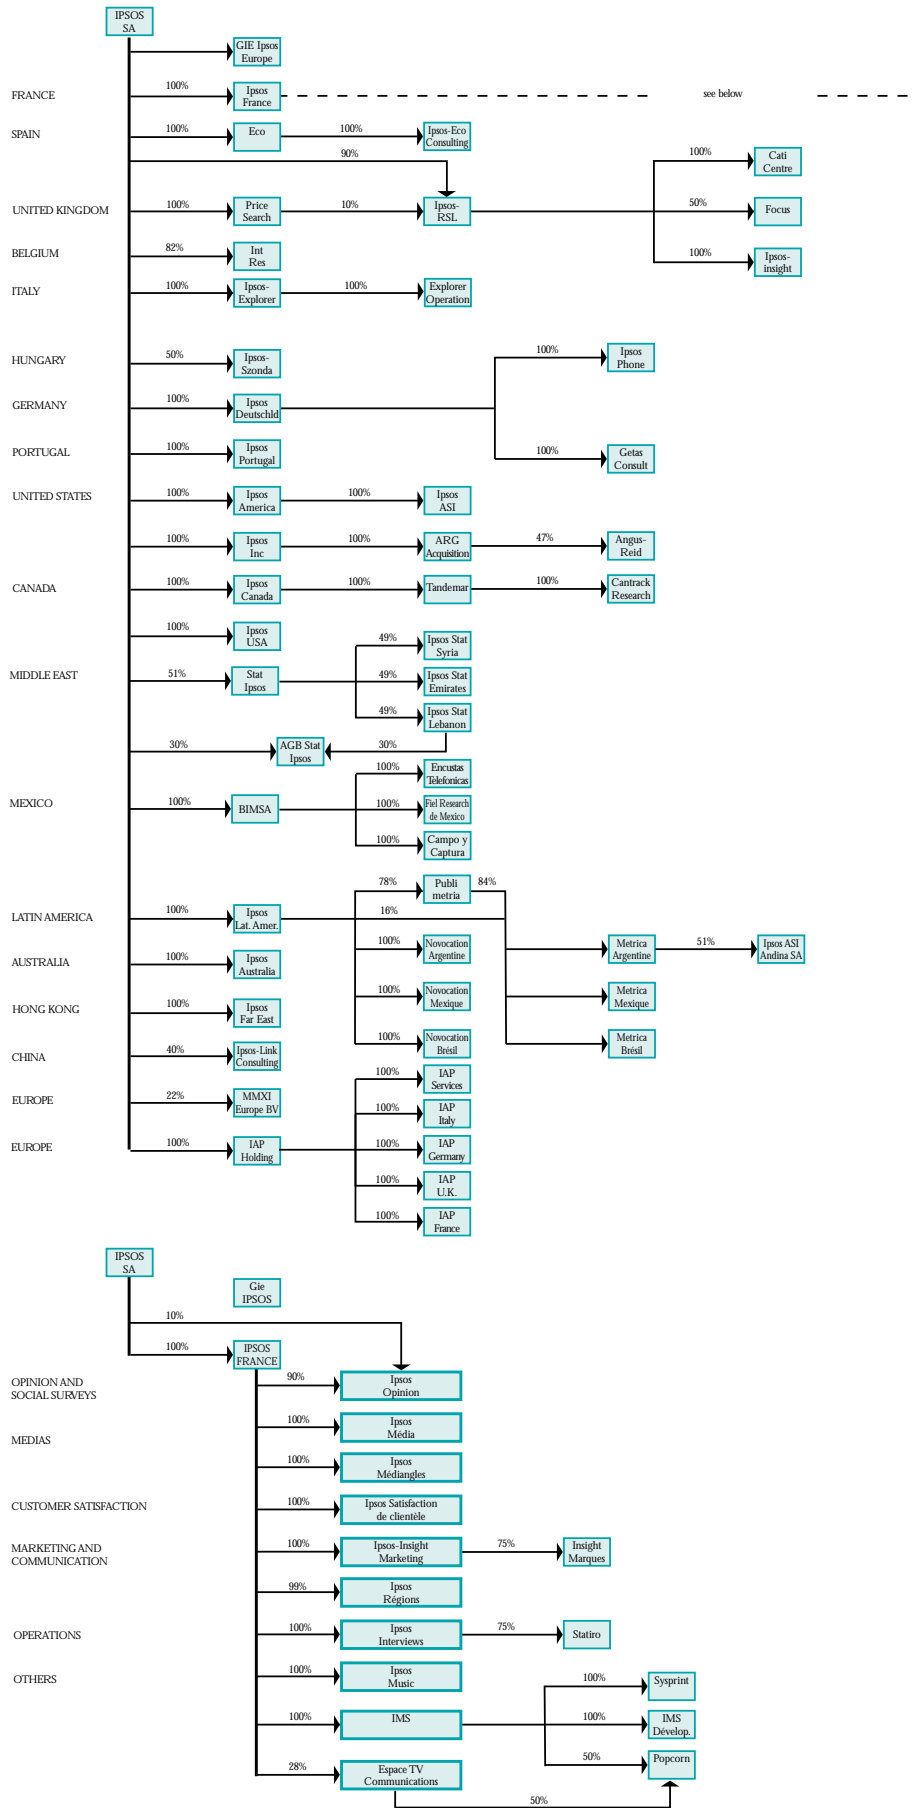 IPSOS
SA
GIE Ipsos
Europe
FRANCE
100%
Ipsos
France
see below
SPAIN
100%
Eco
100%
Ipsos-Eco
Consulting
90%
100%
Cati
Centre
UNITED KINGDOM
100%
Price
Search
10%
Ipsos-
RSL
50%
Focus
BELGIUM
82%
Int
Res
100%
Ipsos-
insight
ITALY
100%
Ipsos-
Explorer
100%
Explorer
Operation
HUNGARY
50%
Ipsos-
Szonda
100%
Ipsos
Phone
GERMANY
100%
Ipsos
Deutschld
PORTUGAL
100%
Ipsos
Portugal
100%
Getas
Consult
UNITED STATES
100%
Ipsos
America
100%
Ipsos
ASI
100%
Ipsos
Inc
100%
ARG
Acquisition
47%
Angus-
Reid
CANADA
100%
Ipsos
Canada
100%
Tandemar
100%
Cantrack
Research
100%
Ipsos
USA
49%
Ipsos Stat
Syria
MIDDLE EAST
51%
Stat
Ipsos
49%
Ipsos Stat
Emirates
49%
Ipsos Stat
Lebanon
30%
AGB Stat
Ipsos
30%
100%
Encustas
Télefonicas
MEXICO
100%
BIMSA
100%
Fiel Research
de Mexico
100%
Campo y
Captura
78%
Publi
metria
84%
LATIN AMERICA
100%
Ipsos
Lat. Amer.
16%
AUSTRALIA
100%
Ipsos
Australia
100%
Novocation
Argentine
Metrica
Argentine
51%
Ipsos ASI
Andina SA
HONG KONG
100%
Ipsos
Far East
100%
Novocation
Mexique
Metrica
Mexique
CHINA
40%
Ipsos-Link
Consulting
100%
Novocation
Brésil
Metrica
Brésil
EUROPE
22%
MMXI
Europe BV
100%
IAP
Services
100%
IAP
Italy
EUROPE
100%
IAP
Holding
100%
IAP
Germany
100%
IAP
U.K.
100%
IAP
France
IPSOS
SA
Gie
IPSOS
10%
100%
IPSOS
FRANCE
OPINION AND
SOCIAL SURVEYS
90%
Ipsos
Opinion
MEDIAS
100%
Ipsos
Média
100%
Ipsos
Médiangles
CUSTOMER SATISFACTION
100%
Ipsos Satisfaction
de clientèle
MARKETING AND
COMMUNICATION
100%
Ipsos-Insight
Marketing
75%
Insight
Marques
99%
Ipsos
Régions
OPERATIONS
100%
Ipsos
Interviews
75%
Statiro
OTHERS
100%
Ipsos
Music
100%
Sysprint
100%
IMS
100%
IMS
Dévelop.
28%
Espace TV
Communications
50%
Popcorn
50%